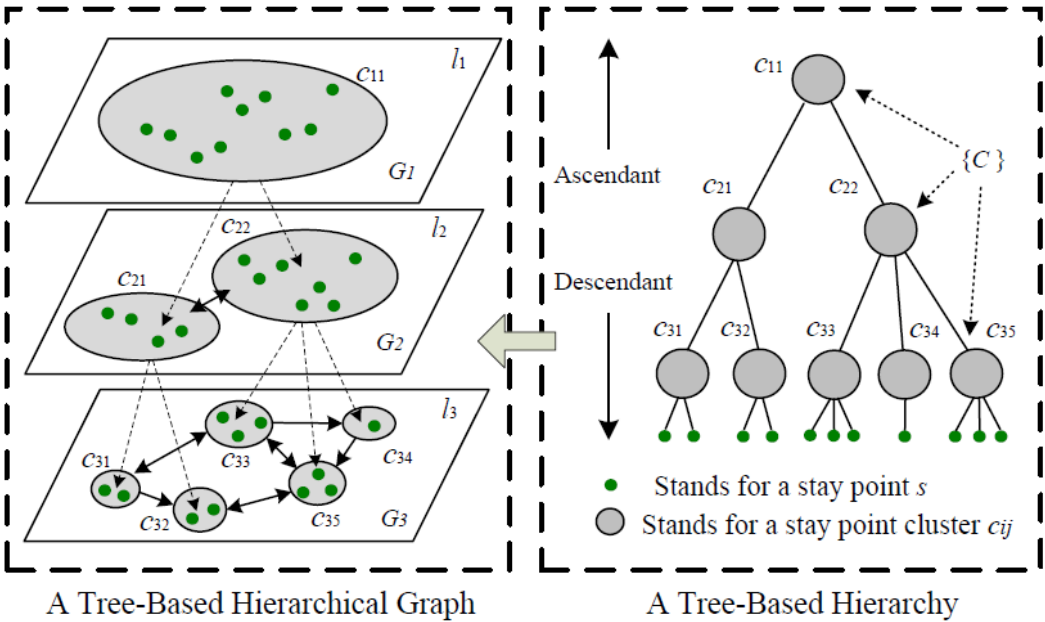 l1
c11
G1
l2
c22
c21
G2
l3
c31
c33
c34
c32
c35
G3
A Tree-Based Hierarchical Graph
c11
{C }
Ascendant
c21
c22
Descendant
c31
c32
c33
c34
c35
Stands for a stay point s
Stands for a stay point cluster cij
A Tree-Based Hierarchy